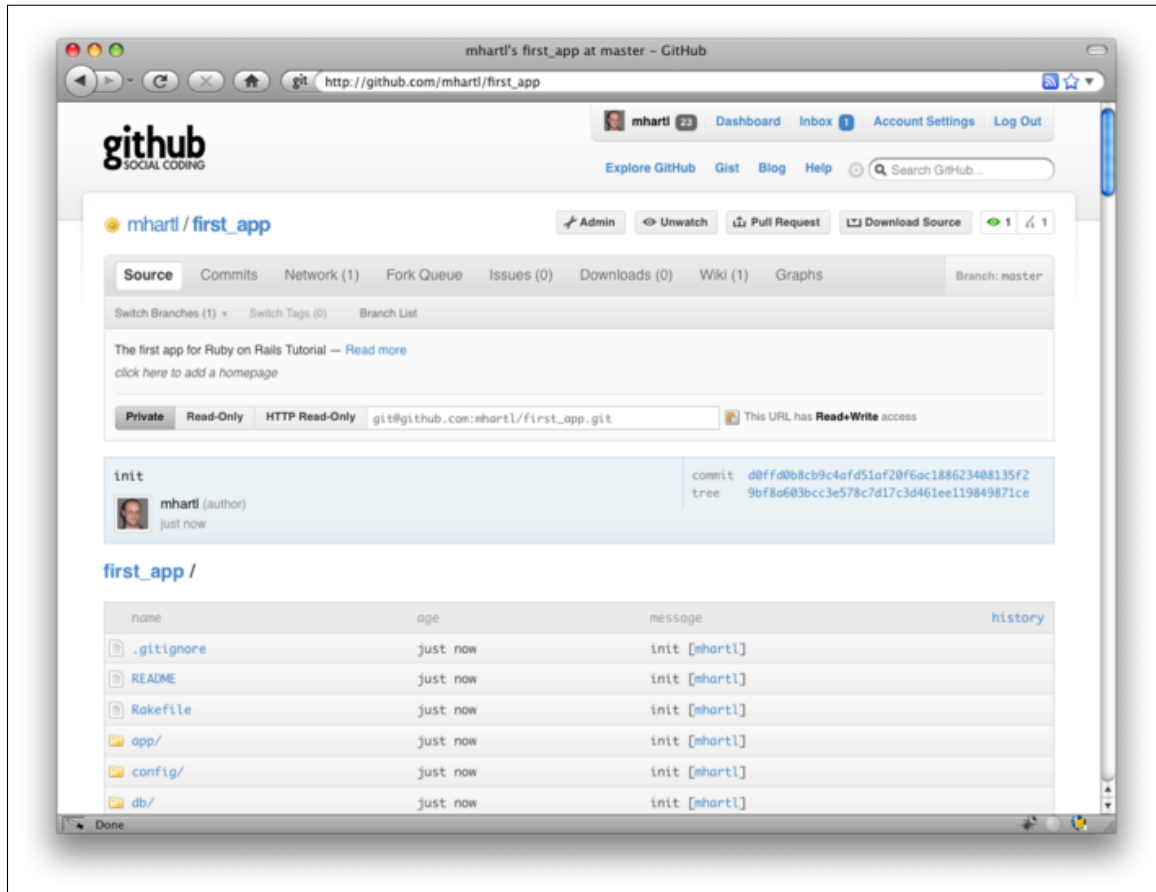 mhartl's first_app at master – GitHub
git http://github.com/mhartl/first_app
github
SOCIAL CODING
mhartl 23 Dashboard Inbox 1 Account Settings Log Out
Explore GitHub Gist Blog Help Search GitHub...
mhartl / first_app
Admin Unwatch Pull Request Download Source 1 1
Source Commits Network (1) Fork Queue Issues (0) Downloads (0) Wiki (1) Graphs Branch: master
Switch Branches (1) Switch Tags (0) Branch List
The first app for Ruby on Rails Tutorial — Read more
click here to add a homepage
Private Read-Only HTTP Read-Only git@github.com:mhartl/first_app.git This URL has Read+Write access
init
commit d0ffd0b8cb9c4afd51af20f6ac188623408135f2
tree 9bf8a603bcc3e578c7d17c3d461ee119849871ce
mhartl (author)
just now
first_app /
name age message history
.gitignore just now init [mhartl]
README just now init [mhartl]
Rakefile just now init [mhartl]
app/ just now init [mhartl]
config/ just now init [mhartl]
db/ just now init [mhartl]
Done